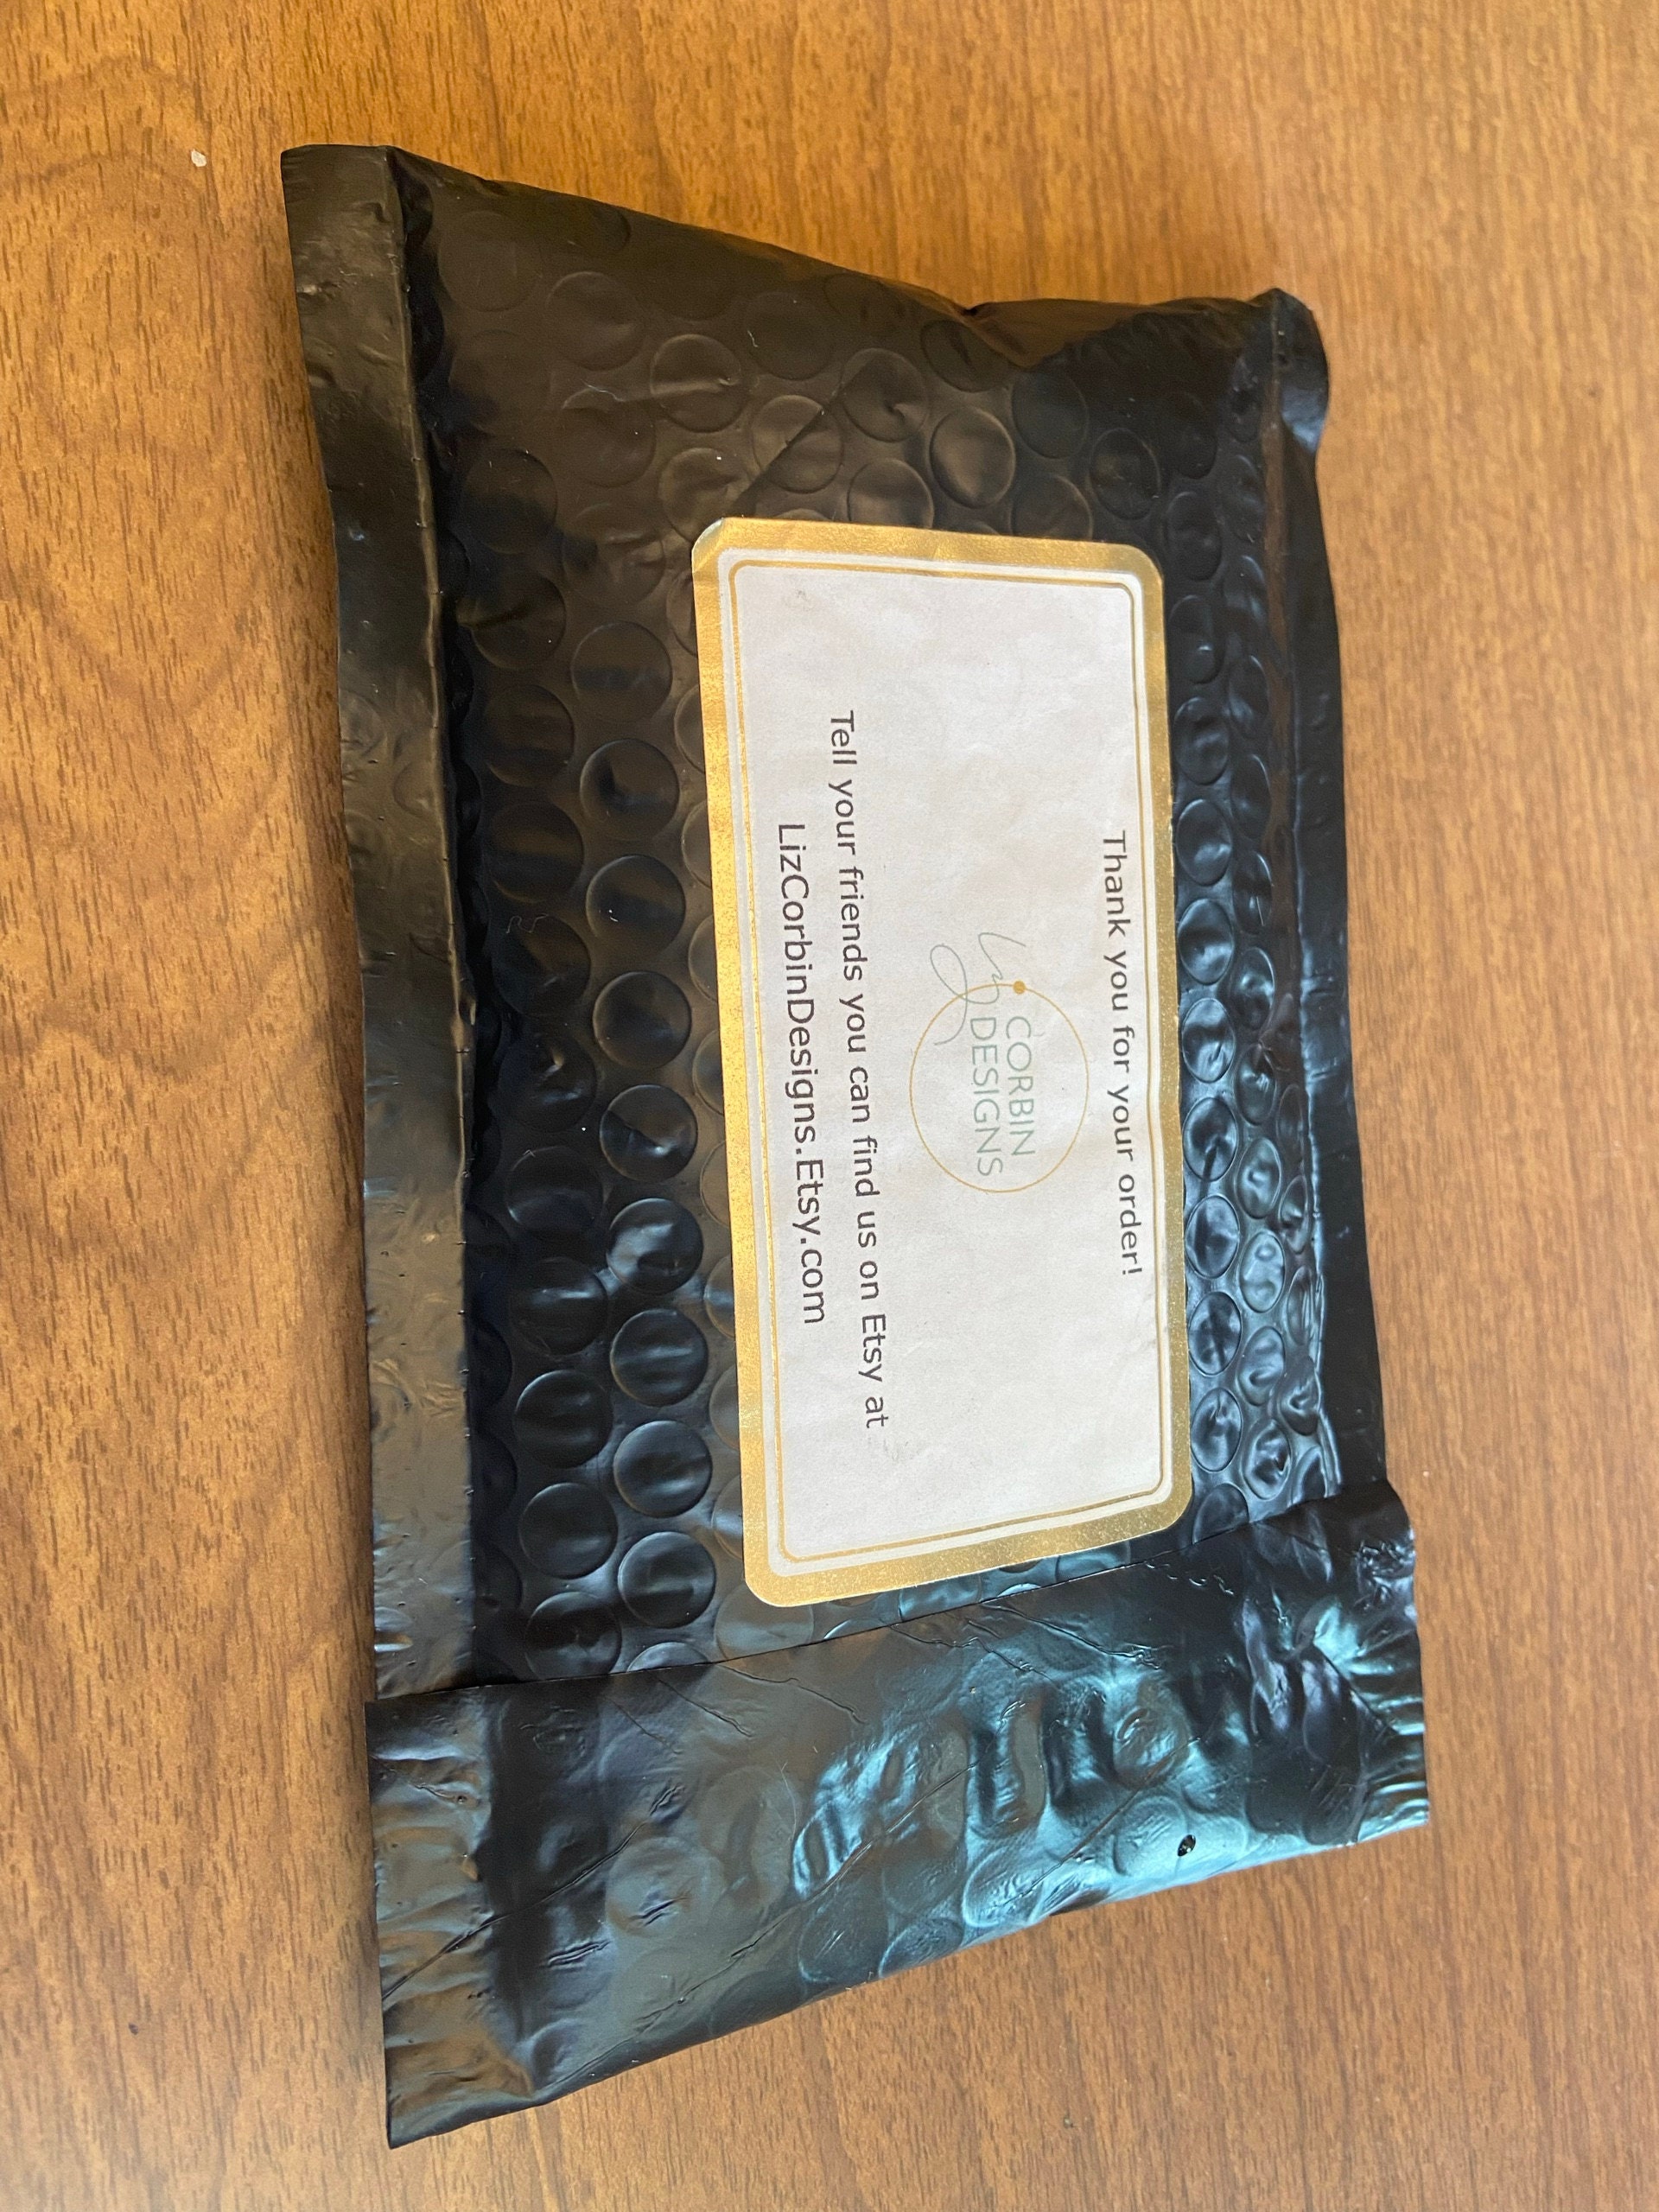 Thank you for your order!
Liz CORBIN
DESIGNS
Tell your friends you can find us on Etsy at
LizCorbinDesigns.Etsy.com